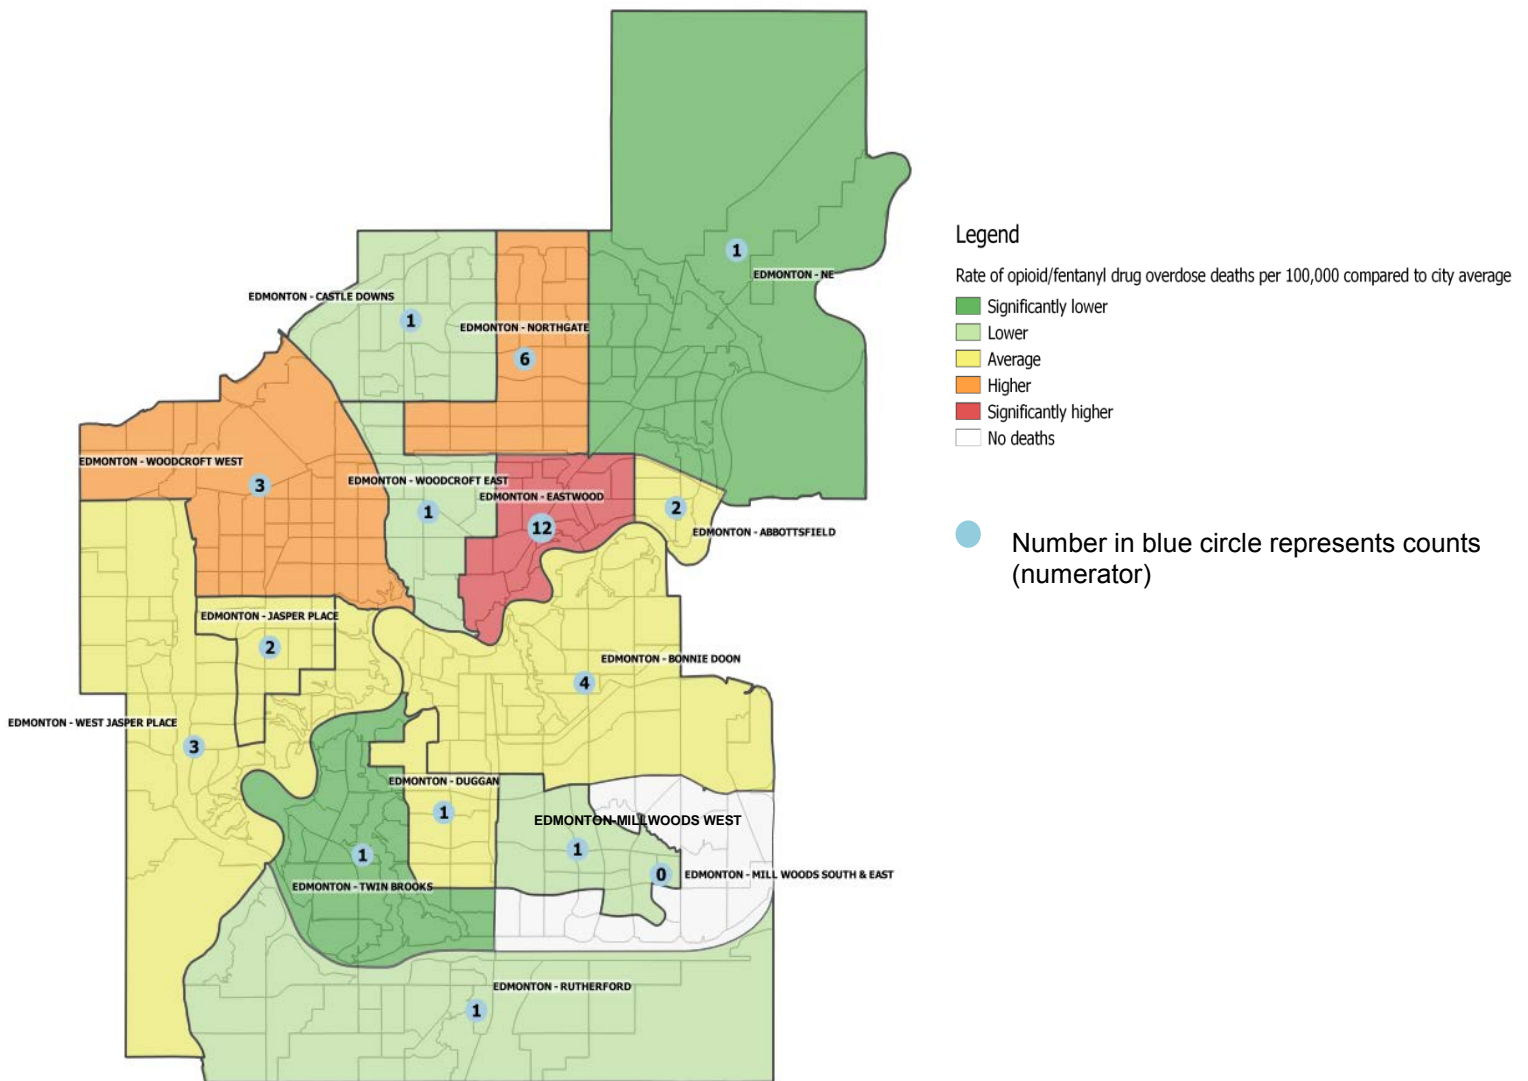 1
EDMONTON - NE
EDMONTON - CASTLE DOWNS
1
EDMONTON - NORTHGATE
6
EDMONTON - WOODCROFT WEST
3
EDMONTON - WOODCROFT EAST
1
EDMONTON - EASTWOOD
12
2
EDMONTON - ABBOTTSFIELD
EDMONTON - JASPER PLACE
2
EDMONTON - BONNIE DOON
4
EDMONTON - WEST JASPER PLACE
3
EDMONTON - DUGGAN
1
EDMONTON-MILLWOODS WEST
1
1
EDMONTON - TWIN BROOKS
0
EDMONTON - MILL WOODS SOUTH & EAST
EDMONTON - RUTHERFORD
1
Legend
Rate of opioid/fentanyl drug overdose deaths per 100,000 compared to city average
Significantly lower
Lower
Average
Higher
Significantly higher
No deaths
Number in blue circle represents counts
(numerator)